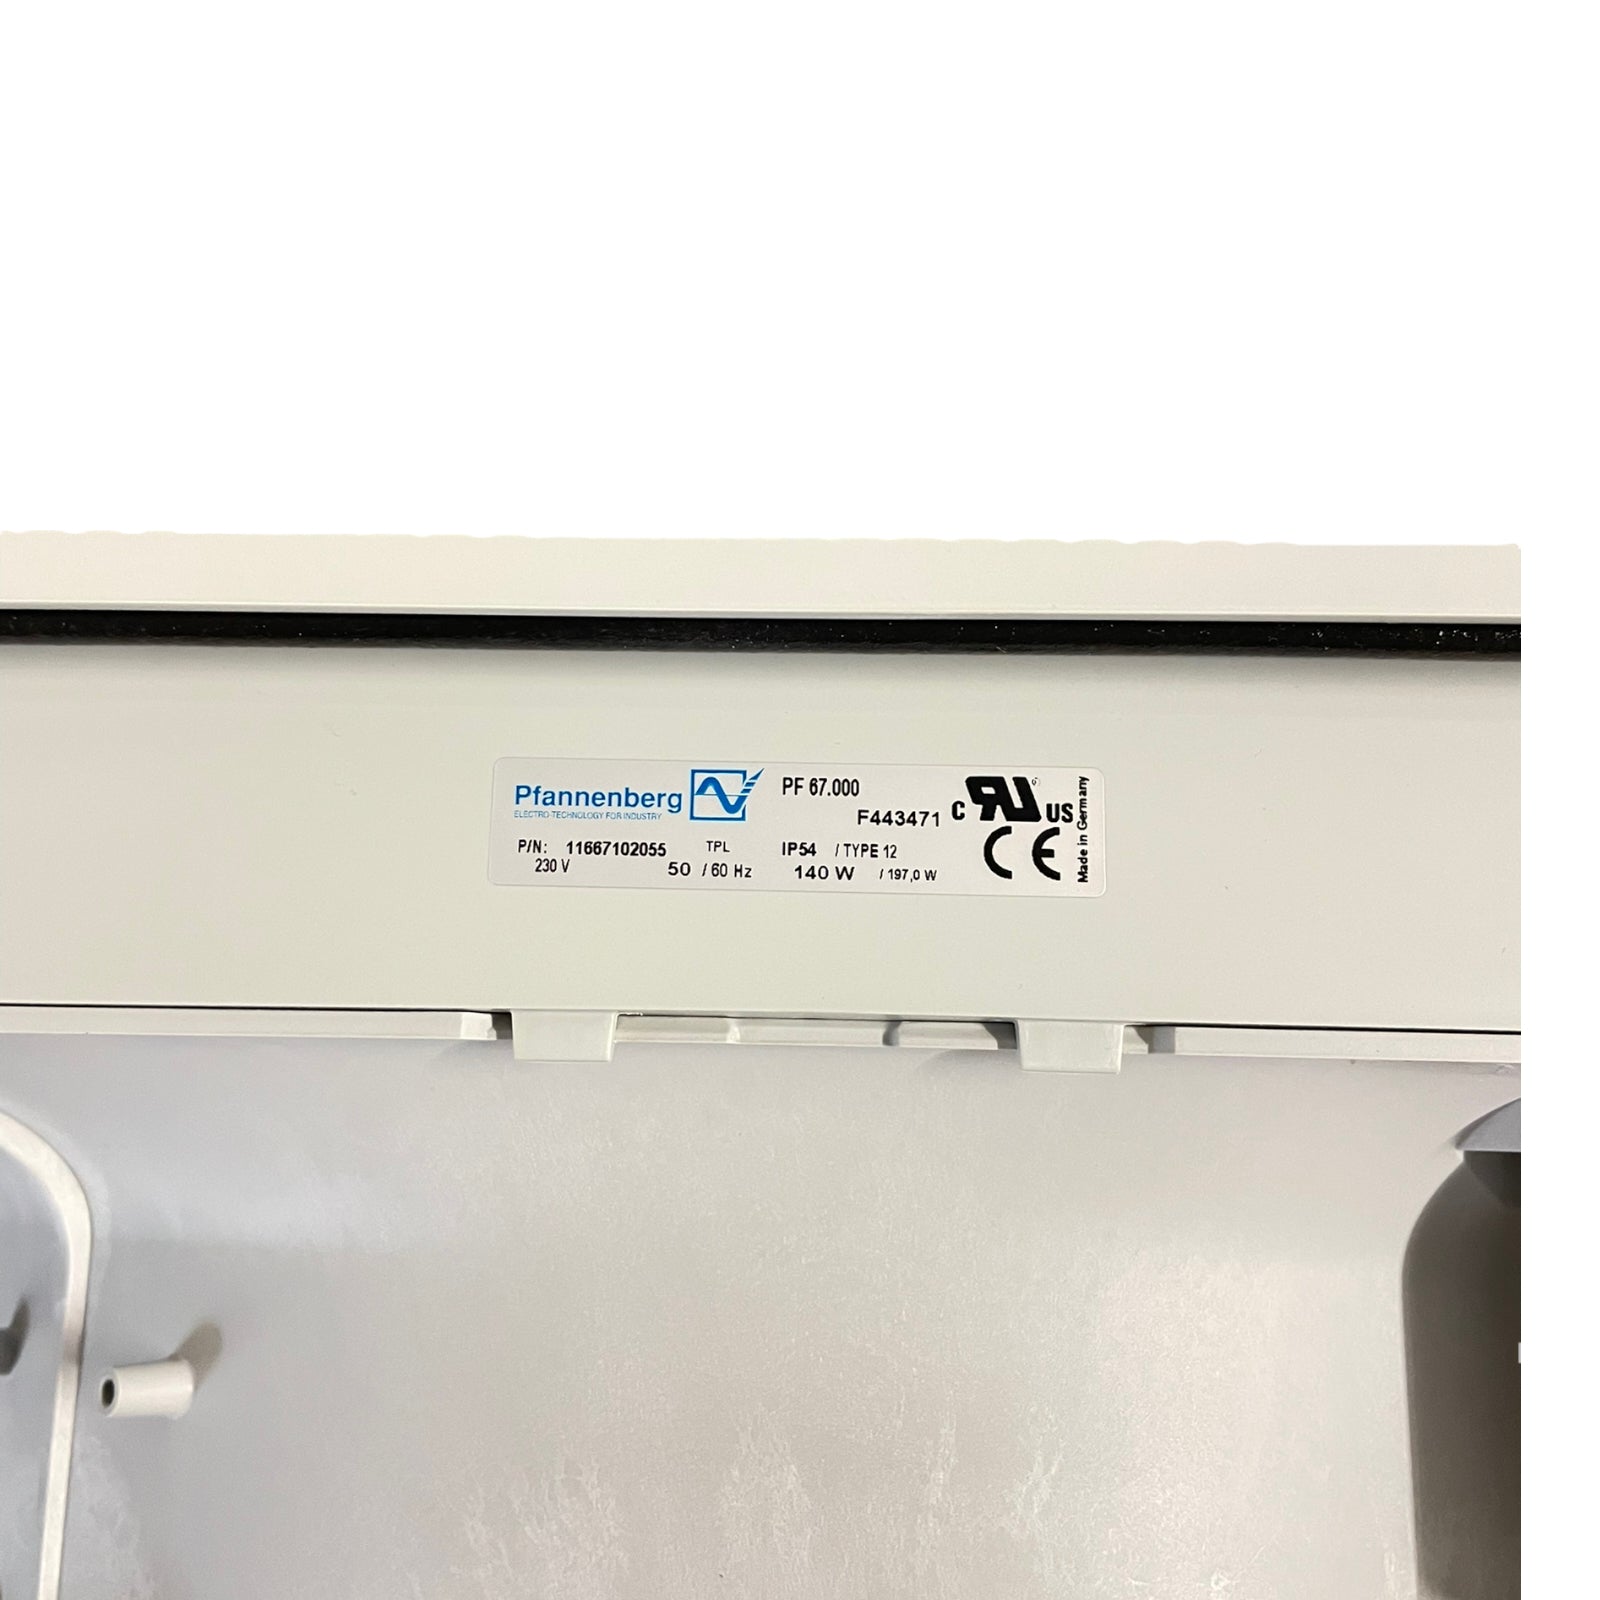 Pfannenberg
ELECTRO-TECHNOLOGY FOR INDUSTRY
PF 67.000
F443471
P/N: 11667102055 TPL IP54 / TYPE 12
230 V 50 / 60 Hz 140 W / 197,0 W
C RU US
CE
Made in Germany